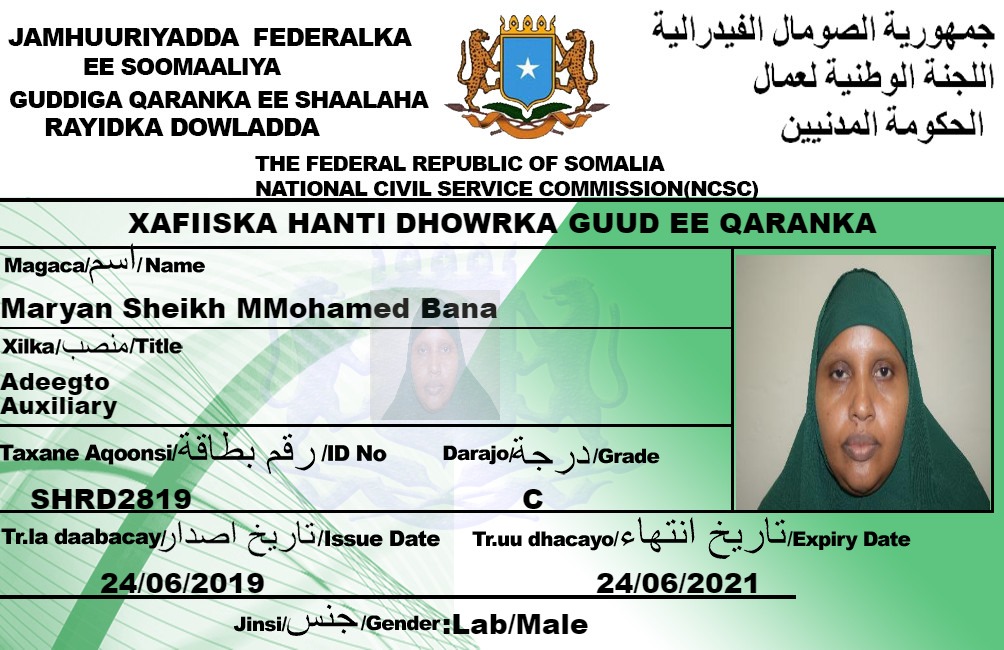 JAMHUURIYADDA FEDERALKA
EE SOOMAALIYA
GUDDIGA QARANKA EE SHAALAHA
RAYIDKA DOWLADDA
جمهورية الصومال الفيدرالية
اللجنة الوطنية لعمال
الحكومة المدنيين
THE FEDERAL REPUBLIC OF SOMALIA
NATIONAL CIVIL SERVICE COMMISSION(NCSC)
XAFIISKA HANTI DHOWRKA GUUD EE QARANKA
Magaca/اسم/Name
Maryan Sheikh MMohamed Bana
Xilka/منصب/Title
Adeegto
Auxiliary
Taxane Aqoonsi/رقم بطاقة/ID No
Darajo/درجة/Grade
SHRD2819
C
Tr.la daabacay/تاريخ اصدار/Issue Date
Tr.uu dhacayo/تاريخ انتهاء/Expiry Date
24/06/2019
24/06/2021
Jinsi/جنس/Gender:Lab/Male